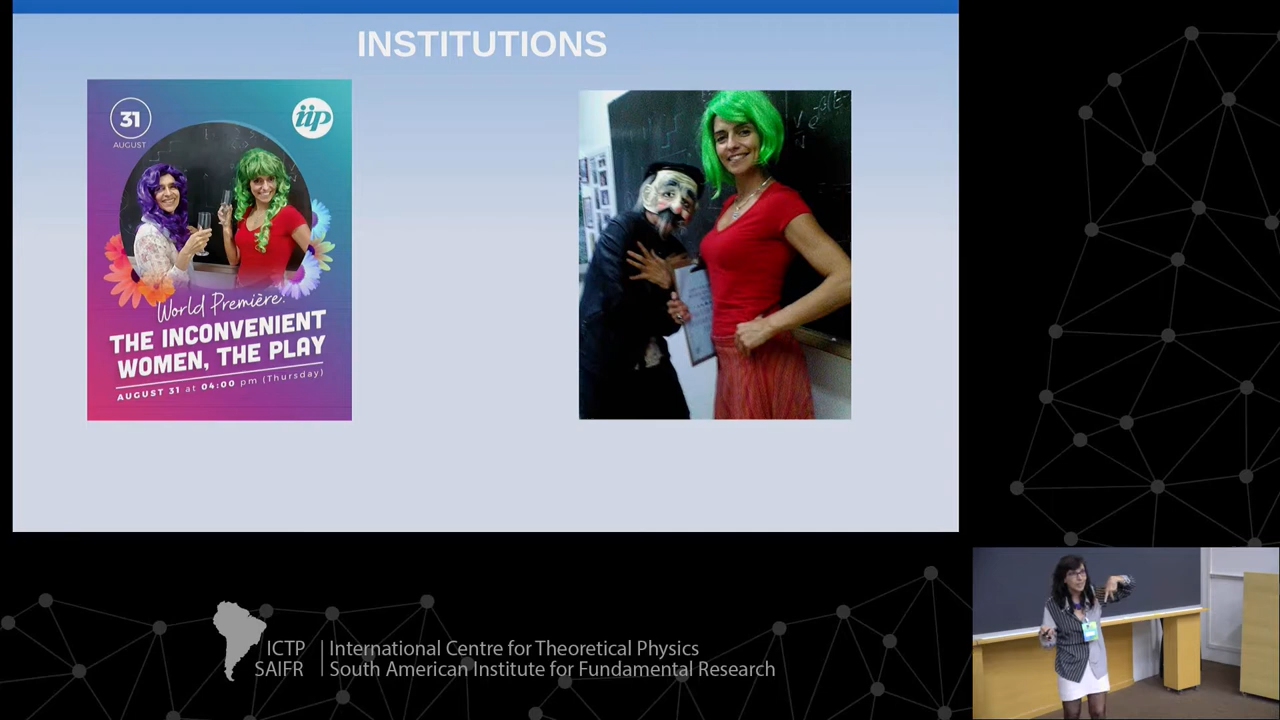 INSTITUTIONS
31
AUGUST
iip
World Première:
THE INCONVENIENT
WOMEN, THE PLAY
AUGUST 31 at 04:00 pm (Thursday)
ICTP
SAIFR
International Centre for Theoretical Physics
South American Institute for Fundamental Research